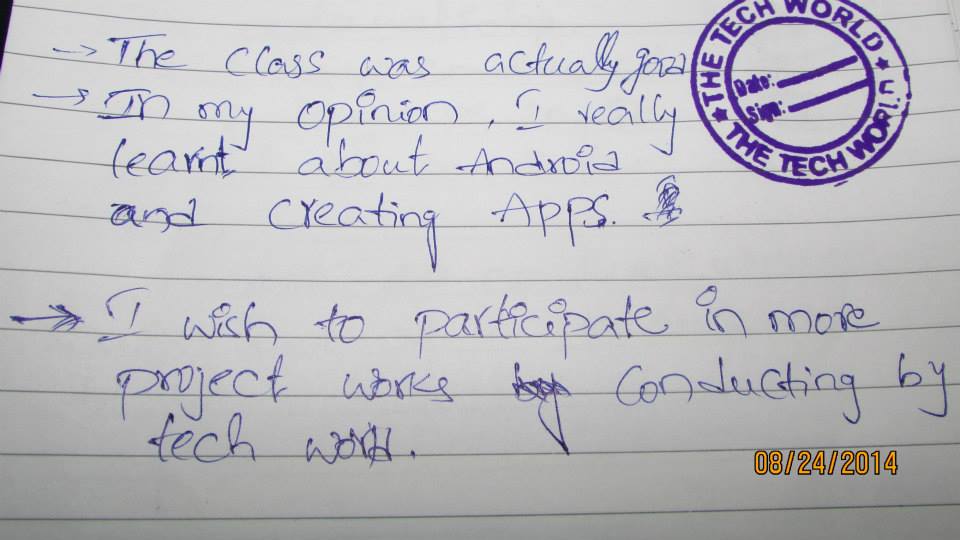 → The class was actually good
→ In my opinion, I really
learnt about Android
and creating Apps.
→ I wish to participate in more
project works conducting by
tech world.
THE TECH WORLD
Date:
Sign:
THE TECH WORLD
08/24/2014